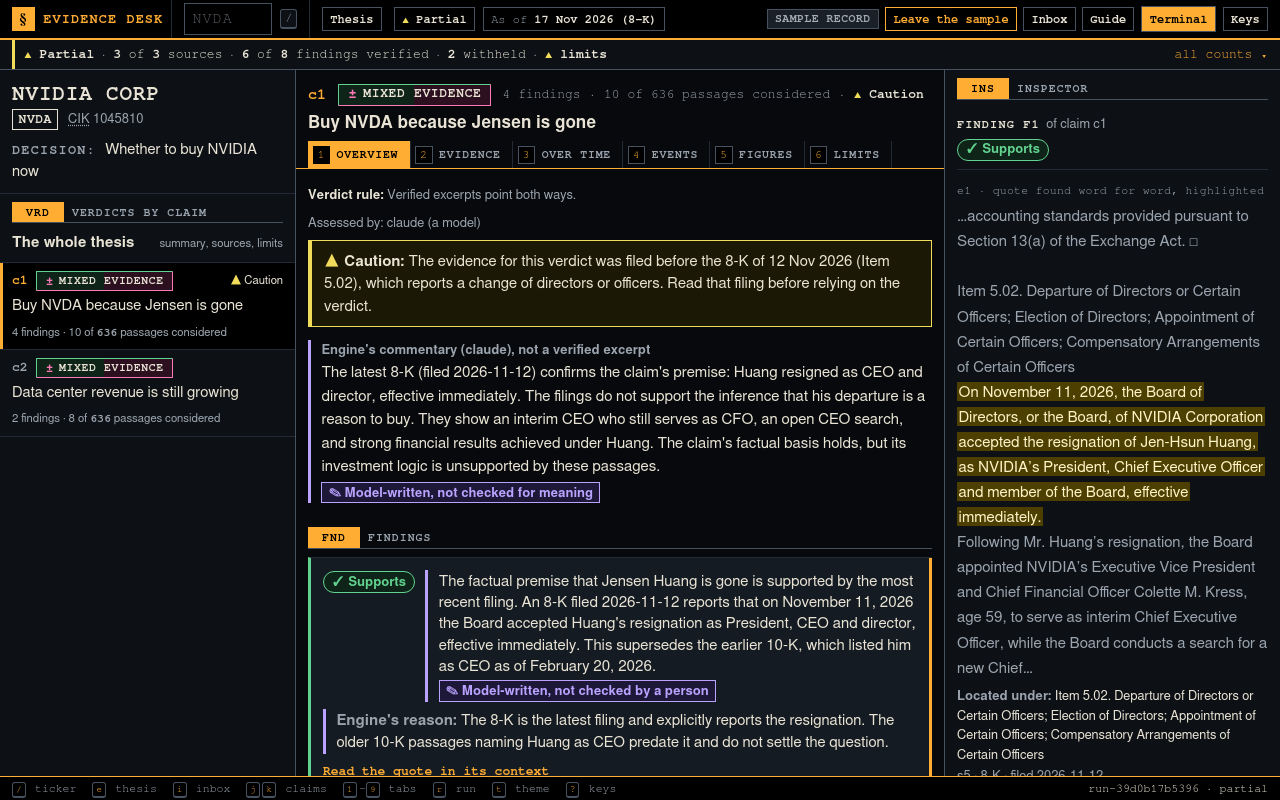 § EVIDENCE DESK NVDA / Thesis ▲ Partial As of 17 Nov 2026 (8-K) SAMPLE RECORD Leave the sample Inbox Guide Terminal Keys
▲ Partial · 3 of 3 sources · 6 of 8 findings verified · 2 withheld · ▲ limits all counts ▾
NVIDIA CORP
NVDA CIK 1045810
DECISION: Whether to buy NVIDIA
now
VRD VERDICTS BY CLAIM
The whole thesis summary, sources, limits
c1 ± MIXED EVIDENCE ▲ Caution
Buy NVDA because Jensen is gone
4 findings · 10 of 636 passages considered
c2 ± MIXED EVIDENCE
Data center revenue is still growing
2 findings · 8 of 636 passages considered
c1 ± MIXED EVIDENCE 4 findings · 10 of 636 passages considered · ▲ Caution
Buy NVDA because Jensen is gone
1 OVERVIEW 2 EVIDENCE 3 OVER TIME 4 EVENTS 5 FIGURES 6 LIMITS
Verdict rule: Verified excerpts point both ways.
Assessed by: claude (a model)
▲ Caution: The evidence for this verdict was filed before the 8-K of 12 Nov 2026 (Item
5.02), which reports a change of directors or officers. Read that filing before relying on the
verdict.
Engine's commentary (claude), not a verified excerpt
The latest 8-K (filed 2026-11-12) confirms the claim's premise: Huang resigned as CEO and
director, effective immediately. The filings do not support the inference that his departure is a
reason to buy. They show an interim CEO who still serves as CFO, an open CEO search,
and strong financial results achieved under Huang. The claim's factual basis holds, but its
investment logic is unsupported by these passages.
✎ Model-written, not checked for meaning
FND FINDINGS
✓ Supports
The factual premise that Jensen Huang is gone is supported by the most
recent filing. An 8-K filed 2026-11-12 reports that on November 11, 2026
the Board accepted Huang's resignation as President, CEO and director,
effective immediately. This supersedes the earlier 10-K, which listed him
as CEO as of February 20, 2026.
✎ Model-written, not checked by a person
Engine's reason: The 8-K is the latest filing and explicitly reports the resignation. The
older 10-K passages naming Huang as CEO predate it and do not settle the question.
Read the quote in its context
INS INSPECTOR
FINDING F1 of claim c1
✓ Supports
e1 · quote found word for word, highlighted
…accounting standards provided pursuant to
Section 13(a) of the Exchange Act. □
Item 5.02. Departure of Directors or Certain
Officers; Election of Directors; Appointment of
Certain Officers; Compensatory Arrangements
of Certain Officers
On November 11, 2026, the Board of
Directors, or the Board, of NVIDIA Corporation
accepted the resignation of Jen-Hsun Huang,
as NVIDIA's President, Chief Executive Officer
and member of the Board, effective
immediately.
Following Mr. Huang's resignation, the Board
appointed NVIDIA's Executive Vice President
and Chief Financial Officer Colette M. Kress,
age 59, to serve as interim Chief Executive
Officer, while the Board conducts a search for a
new Chief…
Located under: Item 5.02. Departure of Directors or
Certain Officers; Election of Directors; Appointment of
Certain Officers; Compensatory Arrangements of
Certain Officers
s5 · 8-K · filed 2026-11-12
/ ticker e thesis i inbox j k claims 1-9 tabs r run t theme ? keys run-39d0b17b5396 · partial